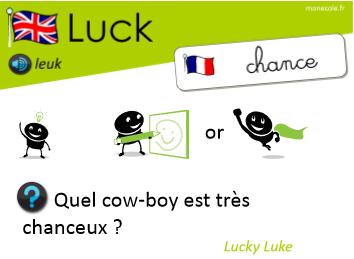 monecole.fr
Luck
leuk
chance
or
? Quel cow-boy est très
chanceux ?
Lucky Luke